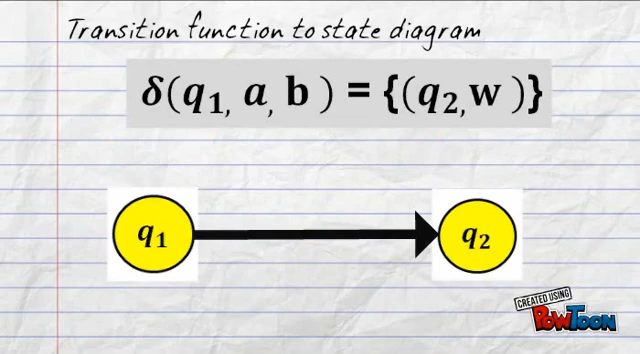 Transition function to state diagram
δ(q₁, a, b ) = {(q₂,w )}
q₁ q₂
CREATED USING
POWTOON